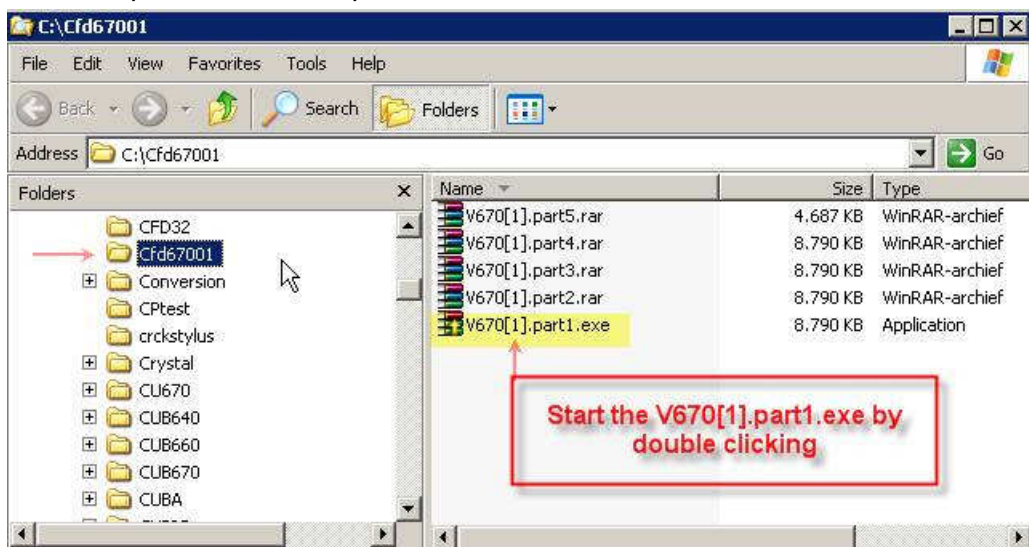 C:\Cfd67001
File Edit View Favorites Tools Help
Back Search Folders
Address C:\Cfd67001 Go
Folders
CFD32
Cfd67001
Conversion
CPtest
crckstylus
Crystal
CU670
CUB640
CUB660
CUB670
CUBA
Name Size Type
V670[1].part5.rar 4.687 KB WinRAR-archief
V670[1].part4.rar 8.790 KB WinRAR-archief
V670[1].part3.rar 8.790 KB WinRAR-archief
V670[1].part2.rar 8.790 KB WinRAR-archief
V670[1].part1.exe 8.790 KB Application
Start the V670[1].part1.exe by
double clicking